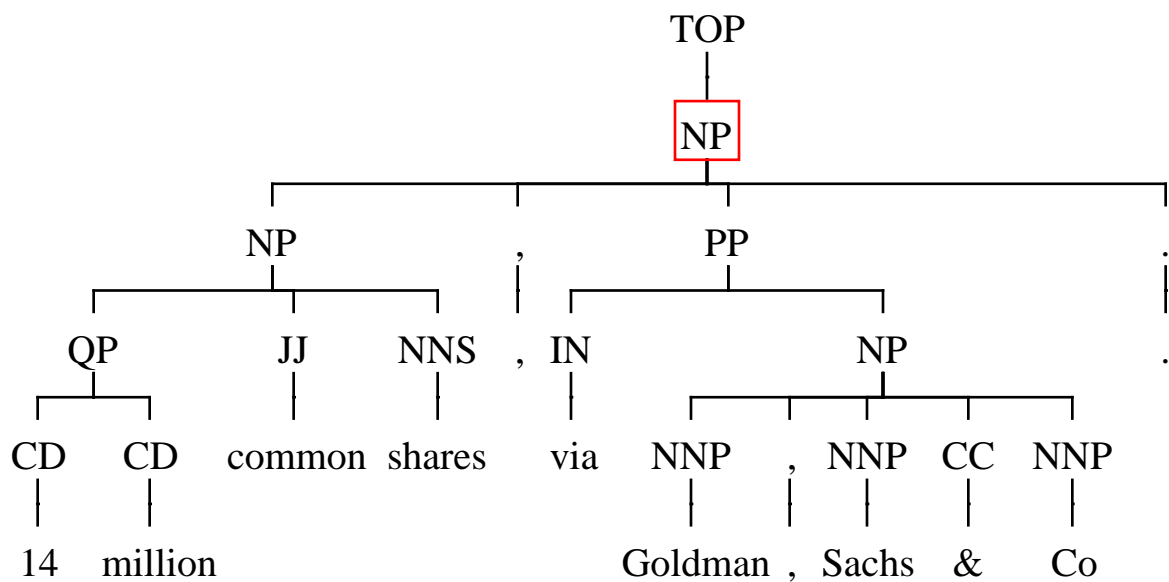 TOP
NP
NP , PP .
QP JJ NNS , IN NP .
CD CD common shares via NNP , NNP CC NNP
14 million Goldman , Sachs & Co